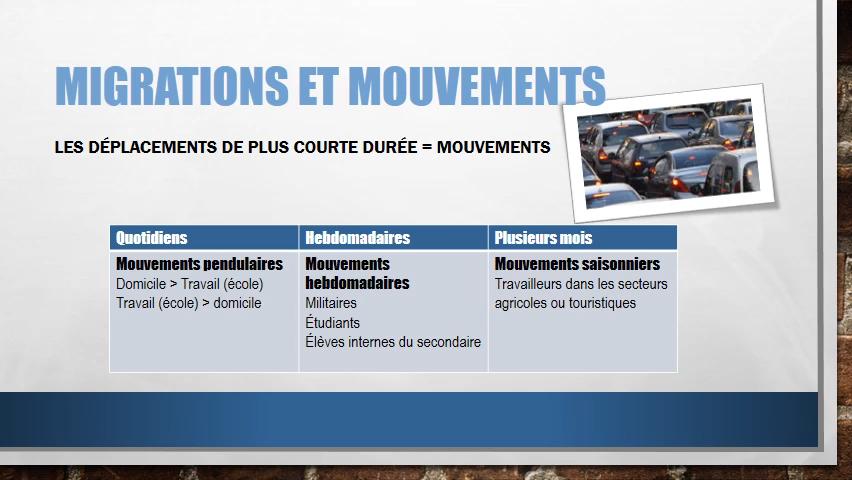 MIGRATIONS ET MOUVEMENTS
LES DÉPLACEMENTS DE PLUS COURTE DURÉE = MOUVEMENTS
Quotidiens
Mouvements pendulaires
Domicile > Travail (école)
Travail (école) > domicile
Hebdomadaires
Mouvements
hebdomadaires
Militaires
Étudiants
Élèves internes du secondaire
Plusieurs mois
Mouvements saisonniers
Travailleurs dans les secteurs
agricoles ou touristiques